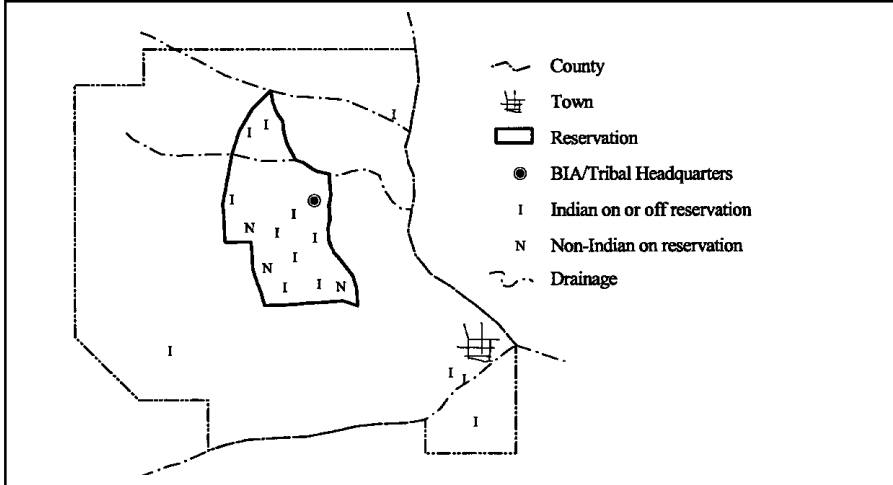 County
Town
Reservation
BIA/Tribal Headquarters
I Indian on or off reservation
N Non-Indian on reservation
Drainage
I
I I
I
I
N I I
I
N
I I N
I
I I
I